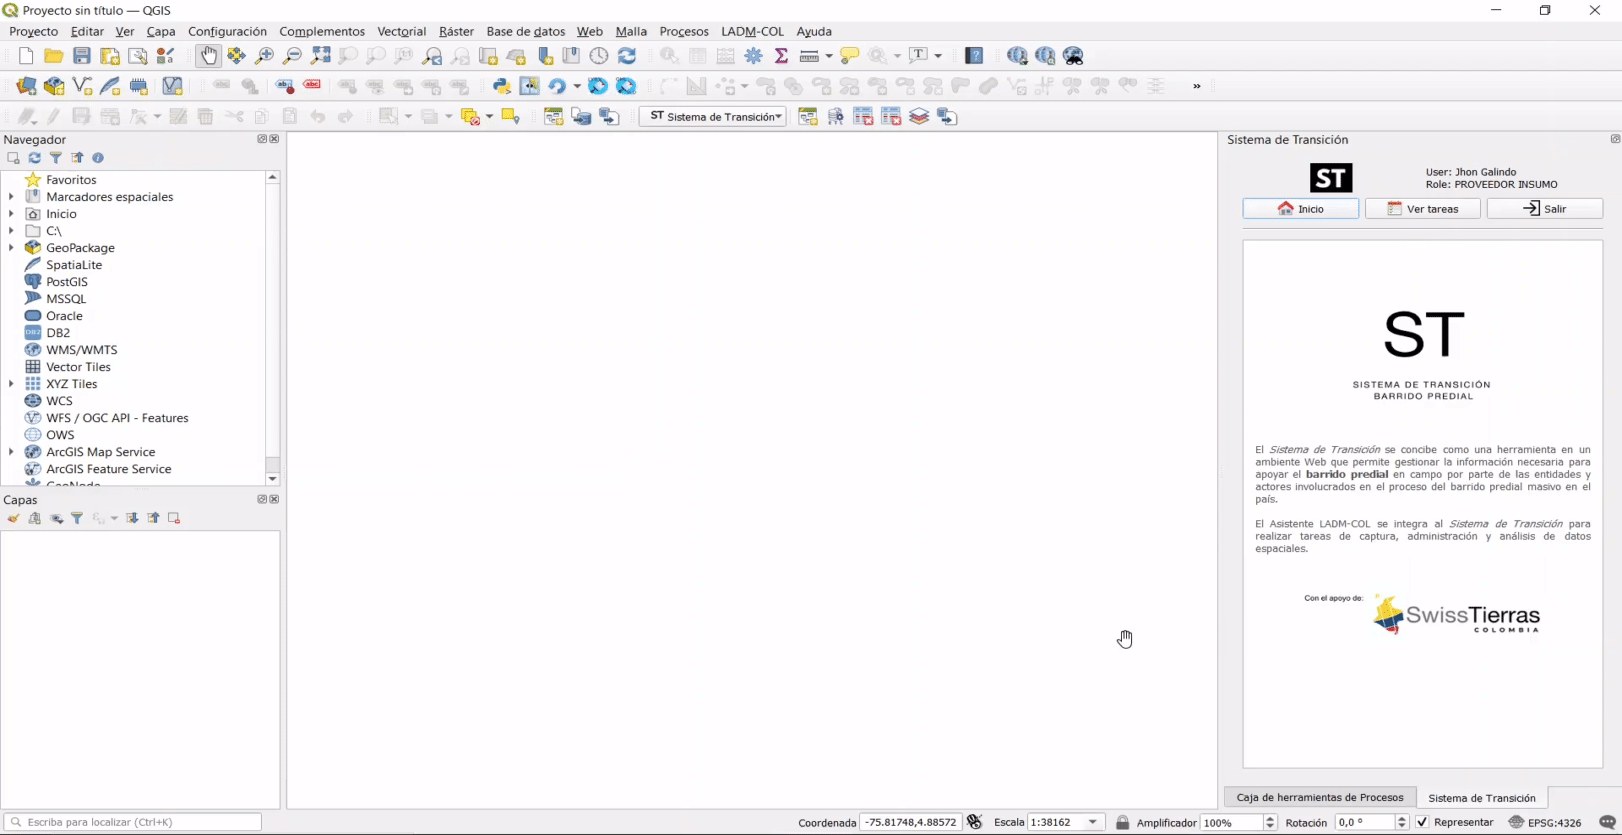 Proyecto sin título — QGIS
Proyecto Editar Ver Capa Configuración Complementos Vectorial Ráster Base de datos Web Malla Procesos LADM-COL Ayuda
ST Sistema de Transición
Navegador
Favoritos
Marcadores espaciales
Inicio
C:\
GeoPackage
SpatiaLite
PostGIS
MSSQL
Oracle
DB2
WMS/WMTS
Vector Tiles
XYZ Tiles
WCS
WFS / OGC API - Features
OWS
ArcGIS Map Service
ArcGIS Feature Service
GeoNode
Capas
Sistema de Transición
ST
User: Jhon Galindo
Role: PROVEEDOR INSUMO
Inicio Ver tareas Salir
ST
SISTEMA DE TRANSICIÓN
BARRIDO PREDIAL
El Sistema de Transición se concibe como una herramienta en un
ambiente Web que permite gestionar la información necesaria para
apoyar el barrido predial en campo por parte de las entidades y
actores involucrados en el proceso del barrido predial masivo en el
país.
El Asistente LADM-COL se integra al Sistema de Transición para
realizar tareas de captura, administración y análisis de datos
espaciales.
Con el apoyo de:
SwissTierras
COLOMBIA
Caja de herramientas de Procesos Sistema de Transición
Escriba para localizar (Ctrl+K)
Coordenada -75.81748,4.88572 Escala 1:38162 Amplificador 100% Rotación 0,0 ° Representar EPSG:4326